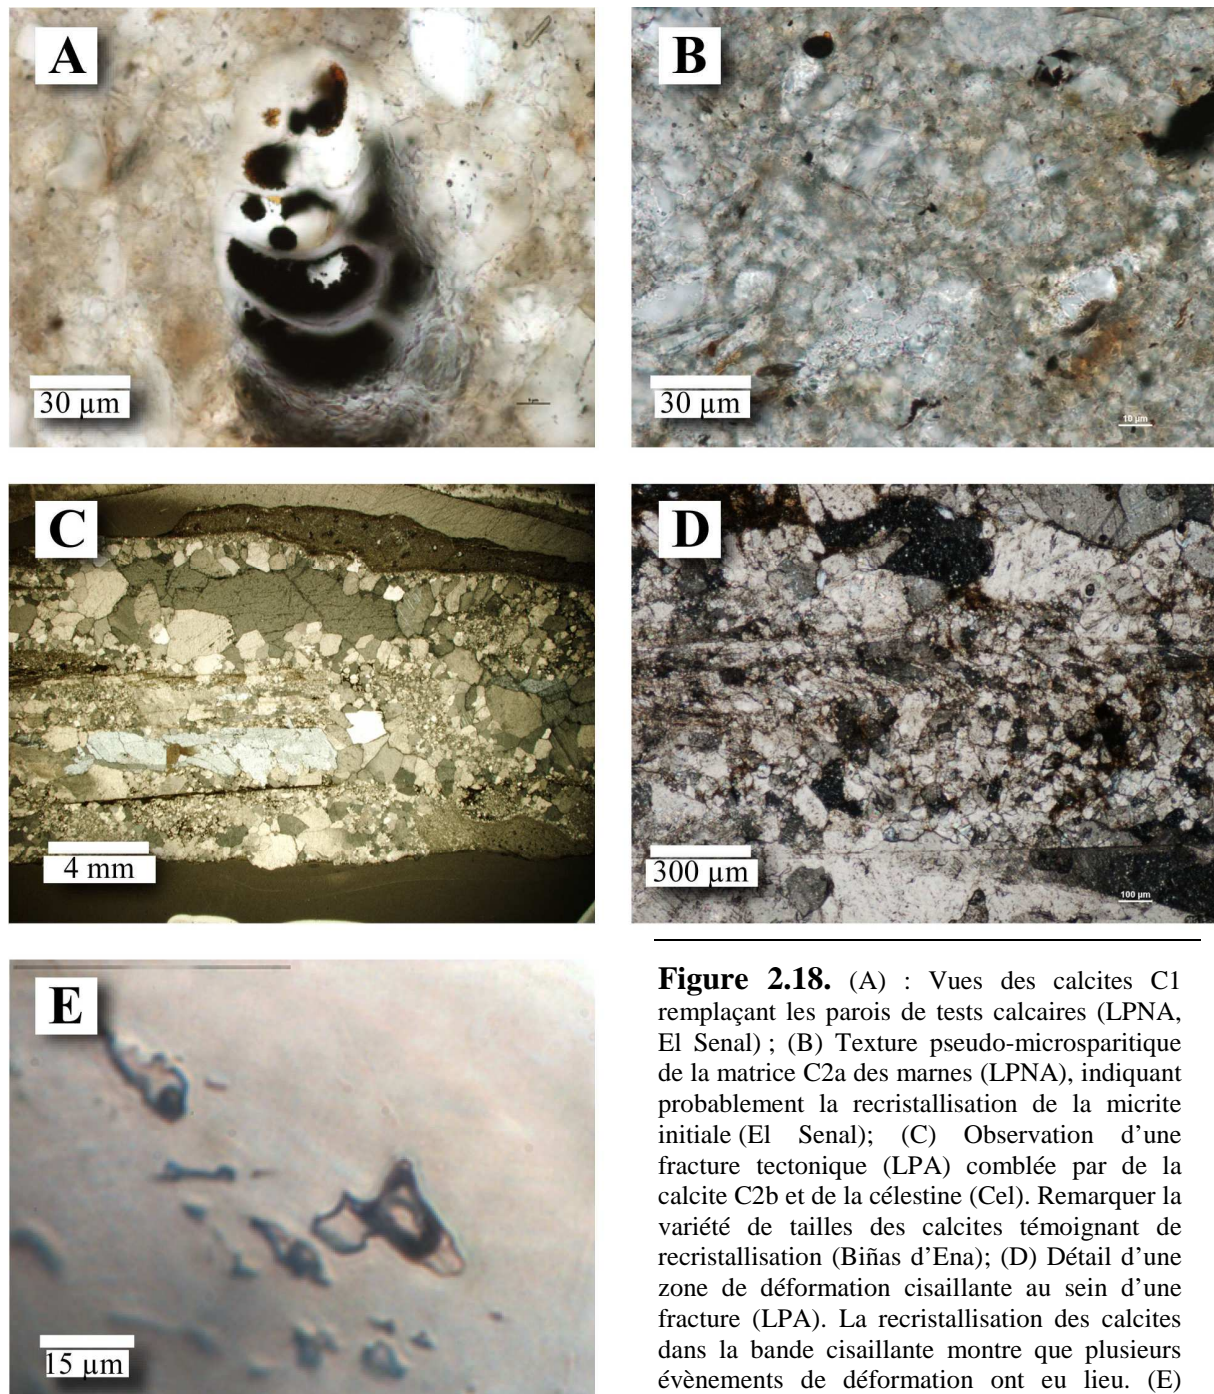 A
B
30 µm
30 µm
10 µm
C
D
4 mm
300 µm
100 µm
E
15 µm
Figure 2.18. (A) : Vues des calcites C1
remplaçant les parois de tests calcaires (LPNA,
El Senal) ; (B) Texture pseudo-microsparitique
de la matrice C2a des marnes (LPNA), indiquant
probablement la recristallisation de la micrite
initiale (El Senal); (C) Observation d'une
fracture tectonique (LPA) comblée par de la
calcite C2b et de la célestine (Cel). Remarquer la
variété de tailles des calcites témoignant de
recristallisation (Biñas d'Ena); (D) Détail d'une
zone de déformation cisaillante au sein d'une
fracture (LPA). La recristallisation des calcites
dans la bande cisaillante montre que plusieurs
évènements de déformation ont eu lieu. (E)